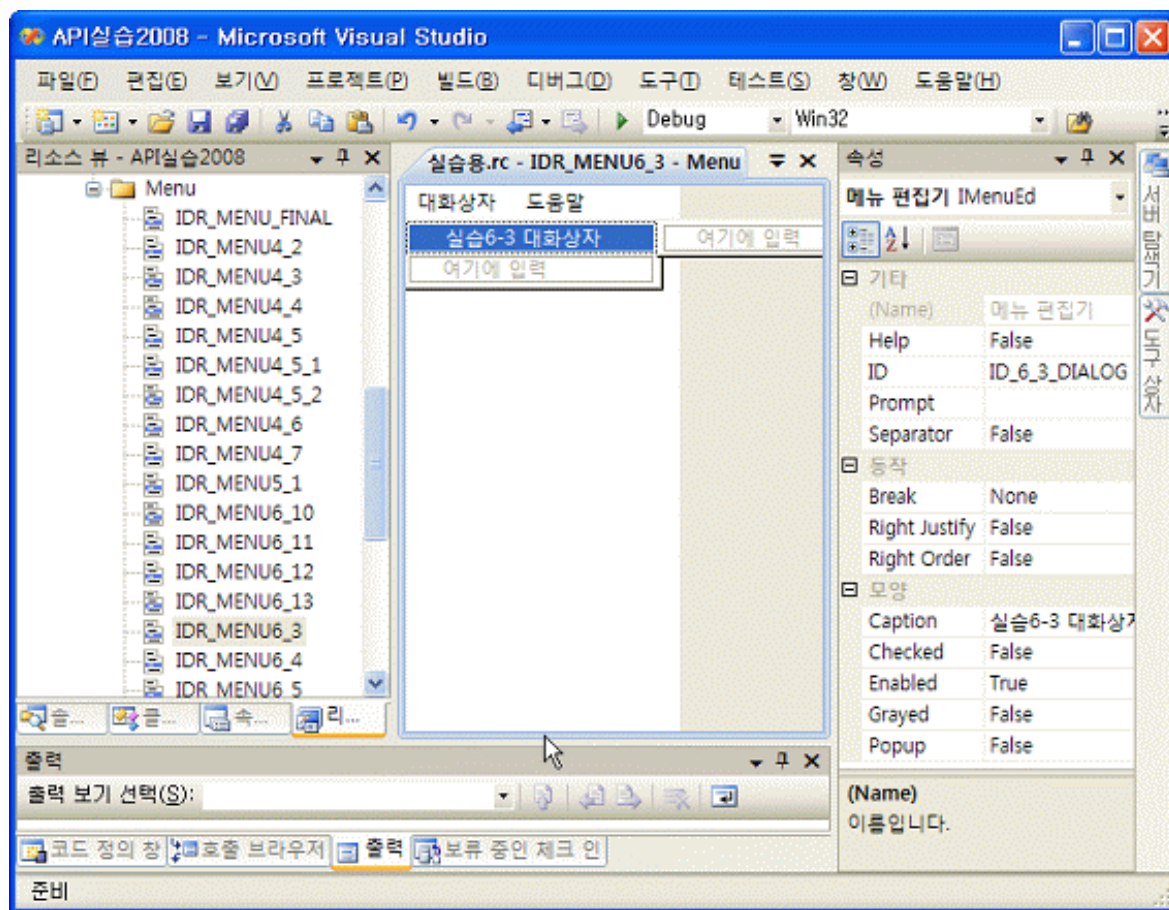 API실습2008 - Microsoft Visual Studio
파일(F) 편집(E) 보기(V) 프로젝트(P) 빌드(B) 디버그(D) 도구(T) 테스트(S) 창(W) 도움말(H)
Debug Win32
리소스 뷰 - API실습2008
Menu
IDR_MENU_FINAL
IDR_MENU4_2
IDR_MENU4_3
IDR_MENU4_4
IDR_MENU4_5
IDR_MENU4_5_1
IDR_MENU4_5_2
IDR_MENU4_6
IDR_MENU4_7
IDR_MENU5_1
IDR_MENU6_10
IDR_MENU6_11
IDR_MENU6_12
IDR_MENU6_13
IDR_MENU6_3
IDR_MENU6_4
IDR_MENU6_5
솔... 클... 속... 리...
실습용.rc - IDR_MENU6_3 - Menu
대화상자 도움말
실습6-3 대화상자 여기에 입력
여기에 입력
속성
메뉴 편집기 IMenuEd
기타
(Name) 메뉴 편집기
Help False
ID ID_6_3_DIALOG
Prompt
Separator False
동작
Break None
Right Justify False
Right Order False
모양
Caption 실습6-3 대화상자
Checked False
Enabled True
Grayed False
Popup False
(Name)
이름입니다.
서버 탐색기
도구 상자
출력
출력 보기 선택(S):
코드 정의 창 호출 브라우저 출력 보류 중인 체크 인
준비